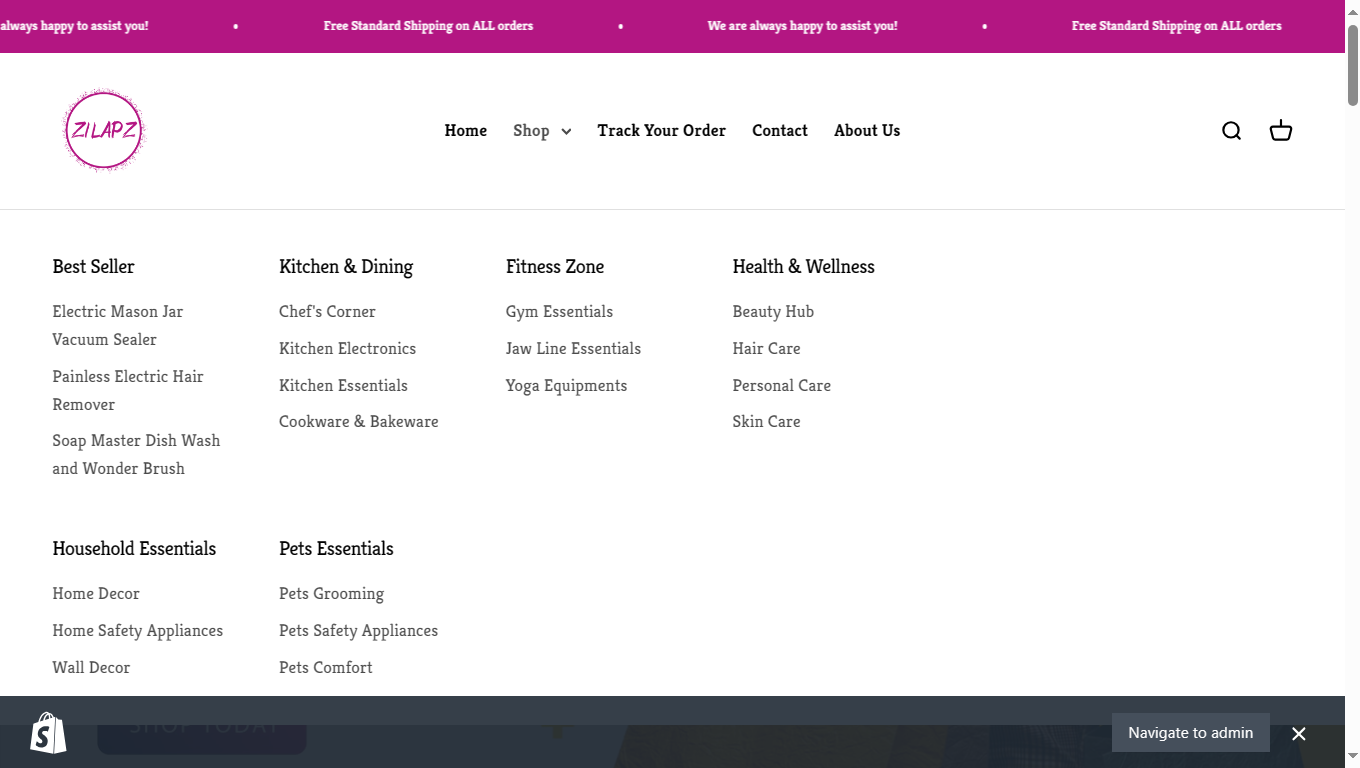 always happy to assist you! • Free Standard Shipping on ALL orders • We are always happy to assist you! • Free Standard Shipping on ALL orders
ZILAPZ
Home Shop Track Your Order Contact About Us
Best Seller
Electric Mason Jar
Vacuum Sealer
Painless Electric Hair
Remover
Soap Master Dish Wash
and Wonder Brush
Kitchen & Dining
Chef's Corner
Kitchen Electronics
Kitchen Essentials
Cookware & Bakeware
Fitness Zone
Gym Essentials
Jaw Line Essentials
Yoga Equipments
Health & Wellness
Beauty Hub
Hair Care
Personal Care
Skin Care
Household Essentials
Home Decor
Home Safety Appliances
Wall Decor
Pets Essentials
Pets Grooming
Pets Safety Appliances
Pets Comfort
SHOP TODAY
Navigate to admin